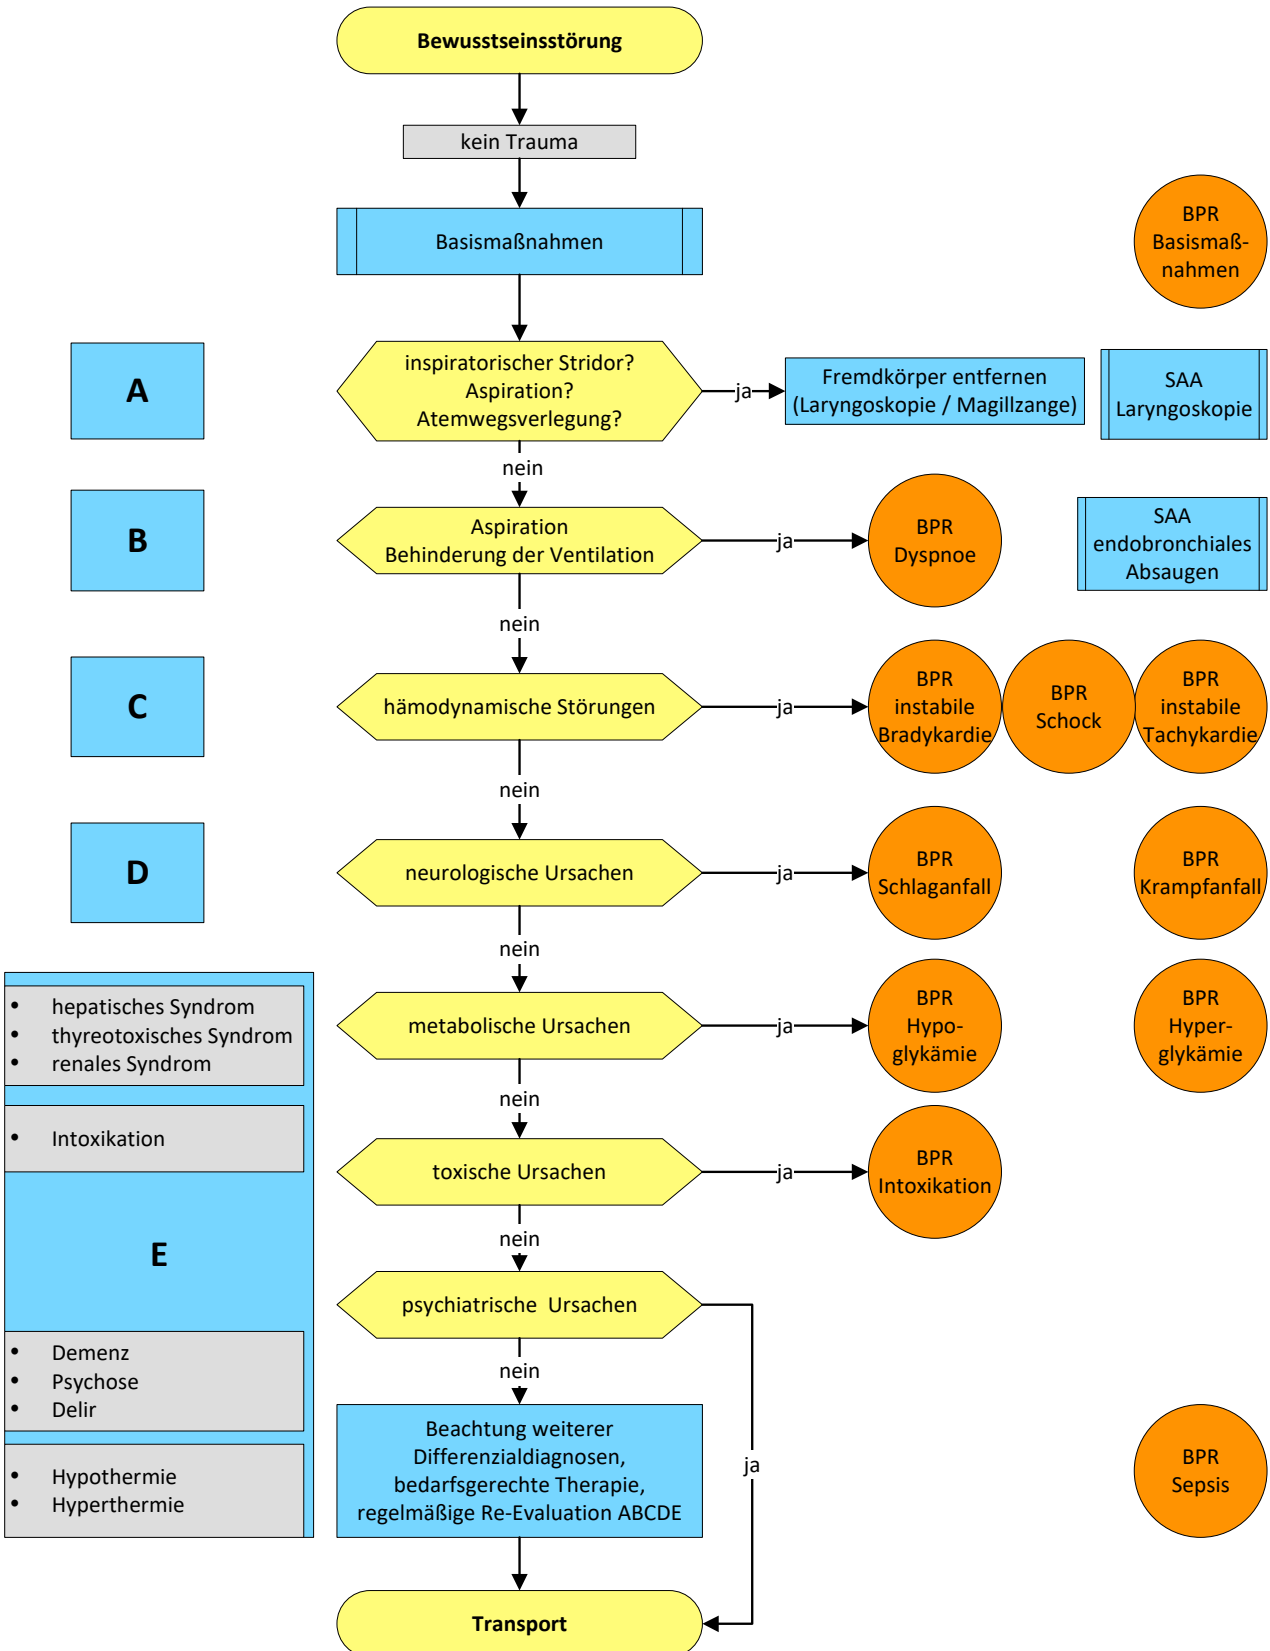 Bewusstseinsstörung
kein Trauma
Basismaßnahmen
BPR
Basismaß-
nahmen
A
inspiratorischer Stridor?
Aspiration?
Atemwegsverlegung?
ja
Fremdkörper entfernen
(Laryngoskopie / Magillzange)
SAA
Laryngoskopie
nein
B
Aspiration
Behinderung der Ventilation
ja
BPR
Dyspnoe
SAA
endobronchiales
Absaugen
nein
C
hämodynamische Störungen
ja
BPR
instabile
Bradykardie
BPR
Schock
BPR
instabile
Tachykardie
nein
D
neurologische Ursachen
ja
BPR
Schlaganfall
BPR
Krampfanfall
nein
• hepatisches Syndrom
• thyreotoxisches Syndrom
• renales Syndrom
metabolische Ursachen
ja
BPR
Hypo-
glykämie
BPR
Hyper-
glykämie
nein
• Intoxikation
toxische Ursachen
ja
BPR
Intoxikation
nein
E
psychiatrische  Ursachen
nein
• Demenz
• Psychose
• Delir
• Hypothermie
• Hyperthermie
Beachtung weiterer
Differenzialdiagnosen,
bedarfsgerechte Therapie,
regelmäßige Re-Evaluation ABCDE
ja
BPR
Sepsis
Transport